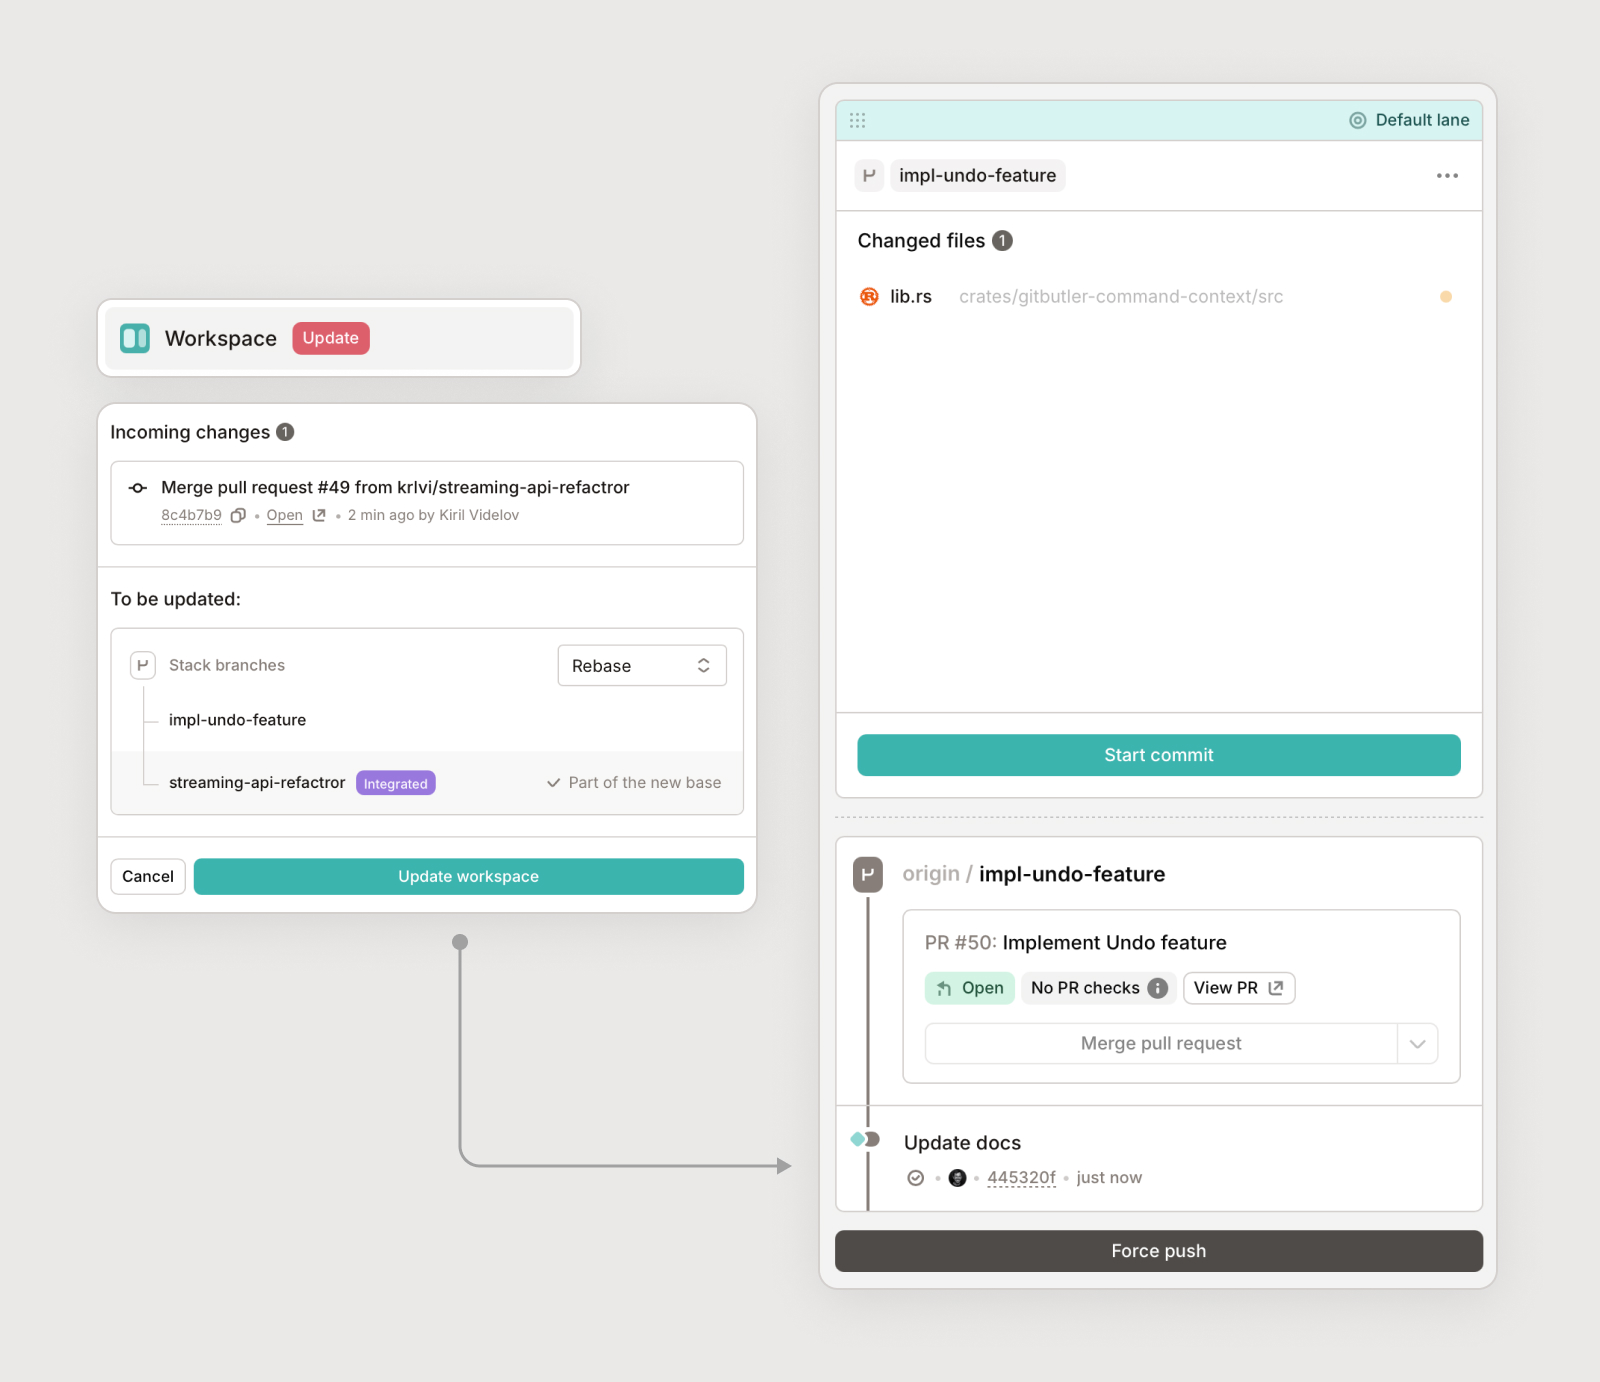 Workspace Update
Incoming changes 1
Merge pull request #49 from krlvi/streaming-api-refactror
8c4b7b9 • Open • 2 min ago by Kiril Videlov
To be updated:
Stack branches Rebase
impl-undo-feature
streaming-api-refactror Integrated Part of the new base
Cancel Update workspace
Default lane
impl-undo-feature
Changed files 1
lib.rs crates/gitbutler-command-context/src
Start commit
origin / impl-undo-feature
PR #50: Implement Undo feature
Open No PR checks View PR
Merge pull request
Update docs
• • 445320f • just now
Force push